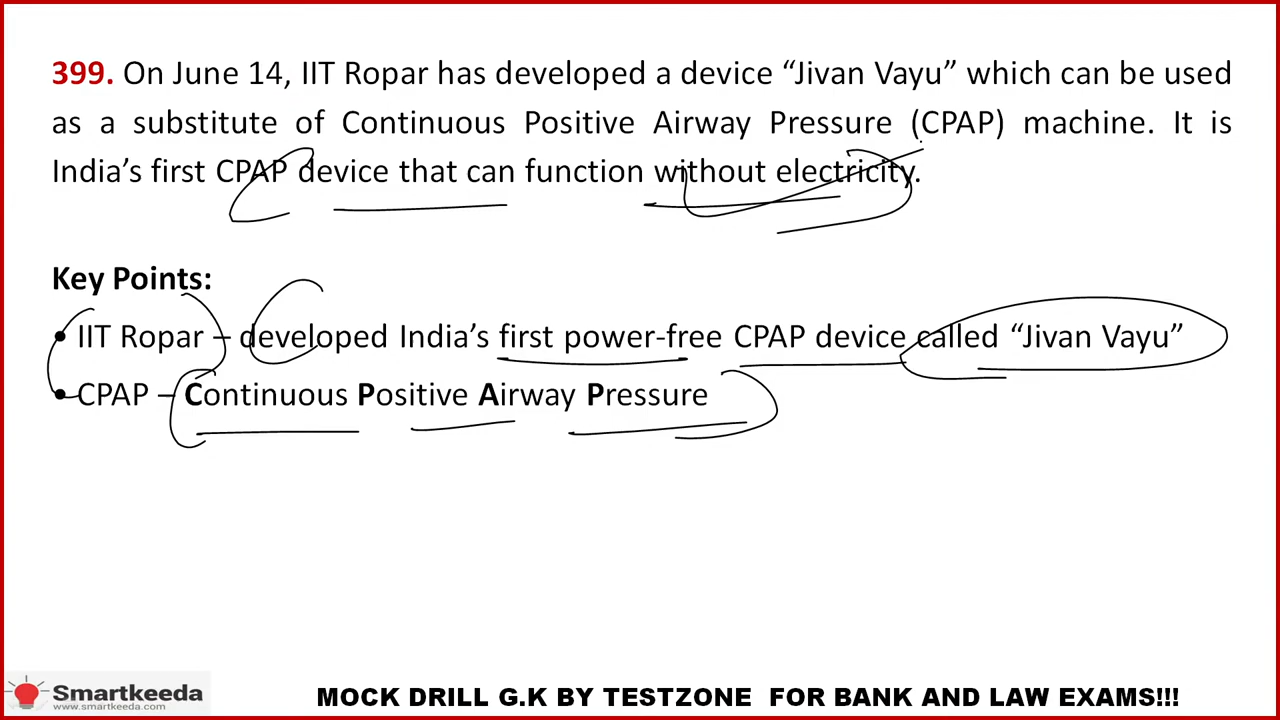 399. On June 14, IIT Ropar has developed a device “Jivan Vayu” which can be used
as a substitute of Continuous Positive Airway Pressure (CPAP) machine. It is
India’s first CPAP device that can function without electricity.
Key Points:
• IIT Ropar – developed India’s first power-free CPAP device called “Jivan Vayu”
• CPAP – Continuous Positive Airway Pressure
Smartkeeda
www.smartkeeda.com
MOCK DRILL G.K BY TESTZONE FOR BANK AND LAW EXAMS!!!